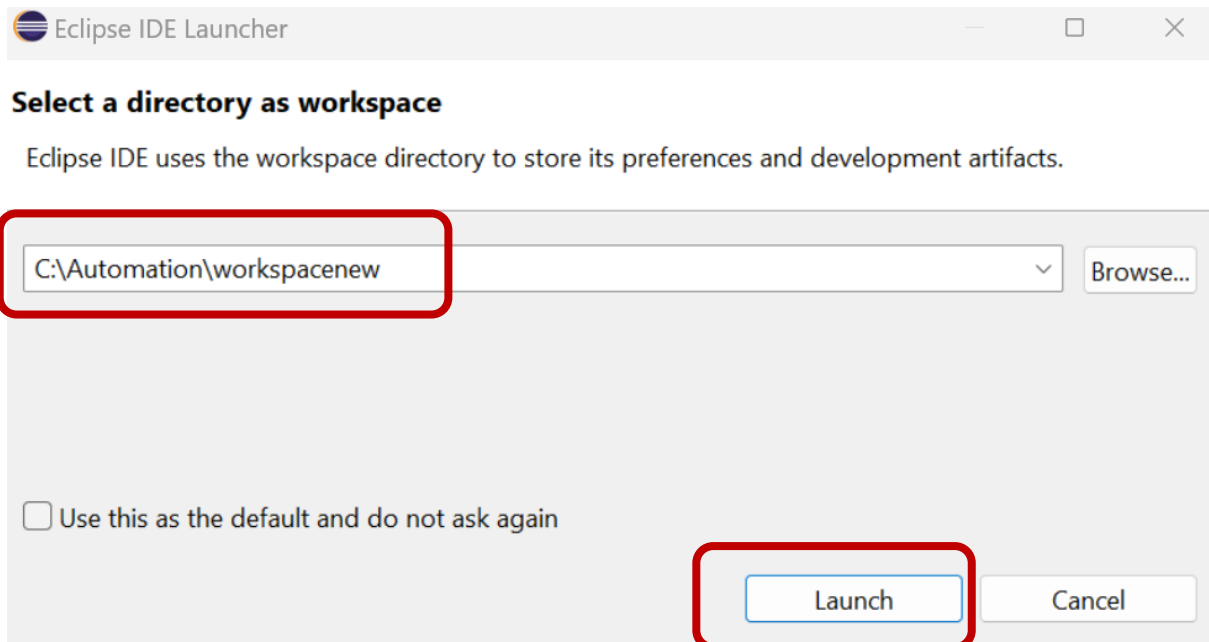 Eclipse IDE Launcher
Select a directory as workspace
Eclipse IDE uses the workspace directory to store its preferences and development artifacts.
C:\Automation\workspacenew
Browse...
Use this as the default and do not ask again
Launch
Cancel